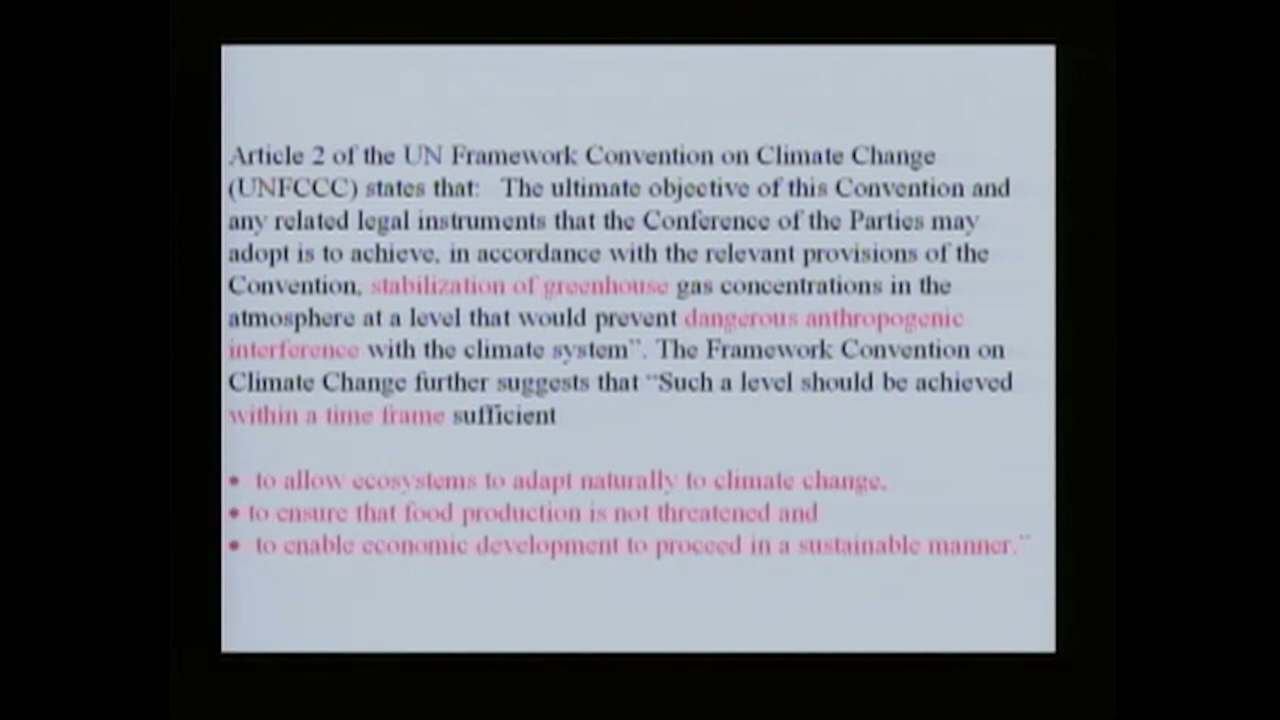 Article 2 of the UN Framework Convention on Climate Change
(UNFCCC) states that: The ultimate objective of this Convention and
any related legal instruments that the Conference of the Parties may
adopt is to achieve, in accordance with the relevant provisions of the
Convention, stabilization of greenhouse gas concentrations in the
atmosphere at a level that would prevent dangerous anthropogenic
interference with the climate system”. The Framework Convention on
Climate Change further suggests that “Such a level should be achieved
within a time frame sufficient
• to allow ecosystems to adapt naturally to climate change,
• to ensure that food production is not threatened and
• to enable economic development to proceed in a sustainable manner.”